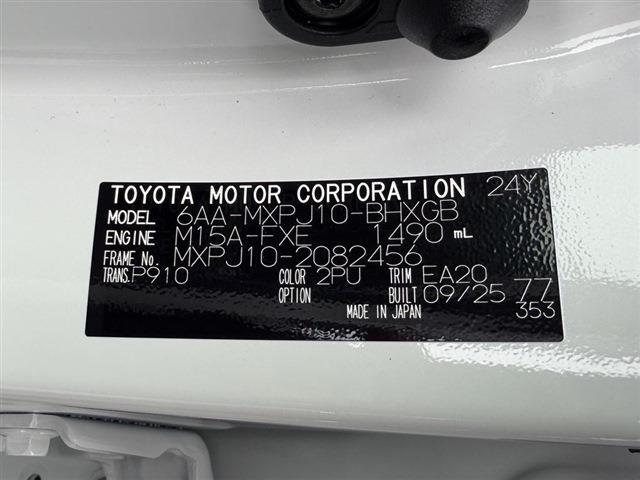 TOYOTA MOTOR CORPORATION 24Y
MODEL 6AA-MXPJ10-BHXGB
ENGINE M15A-FXE 1490 mL
FRAME No. MXPJ10-2082456
TRANS. P910 COLOR 2PU TRIM EA20
OPTION BUILT 09/25 77
MADE IN JAPAN 353